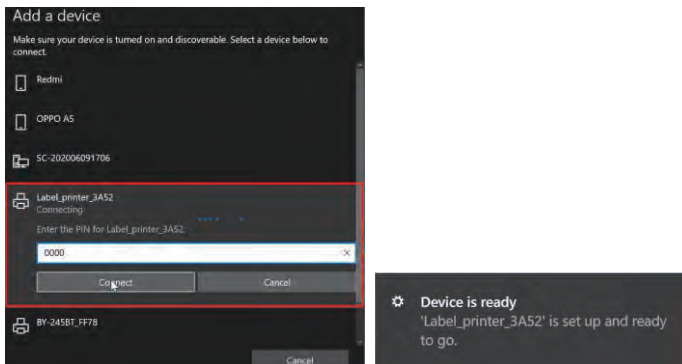 Add a device
Make sure your device is turned on and discoverable. Select a device below to
connect.
Redmi
OPPO A5
SC-202006091706
Label_printer_3A52
Connecting
Enter the PIN for Label_printer_3A52.
0000
Connect
Cancel
BY-245BT_FF78
Cancel
Device is ready
'Label_printer_3A52' is set up and ready
to go.